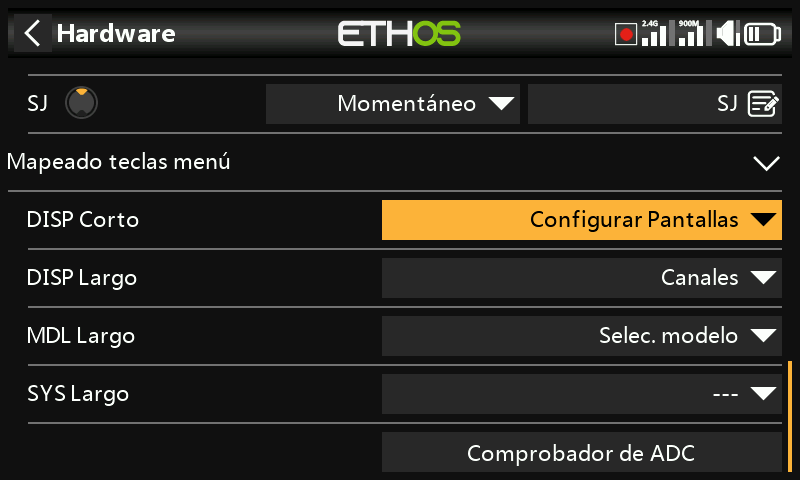 Hardware
ETHOS
2.4G
900M
SJ
Momentáneo
SJ
Mapeado teclas menú
DISP Corto
Configurar Pantallas
DISP Largo
Canales
MDL Largo
Selec. modelo
SYS Largo
---
Comprobador de ADC